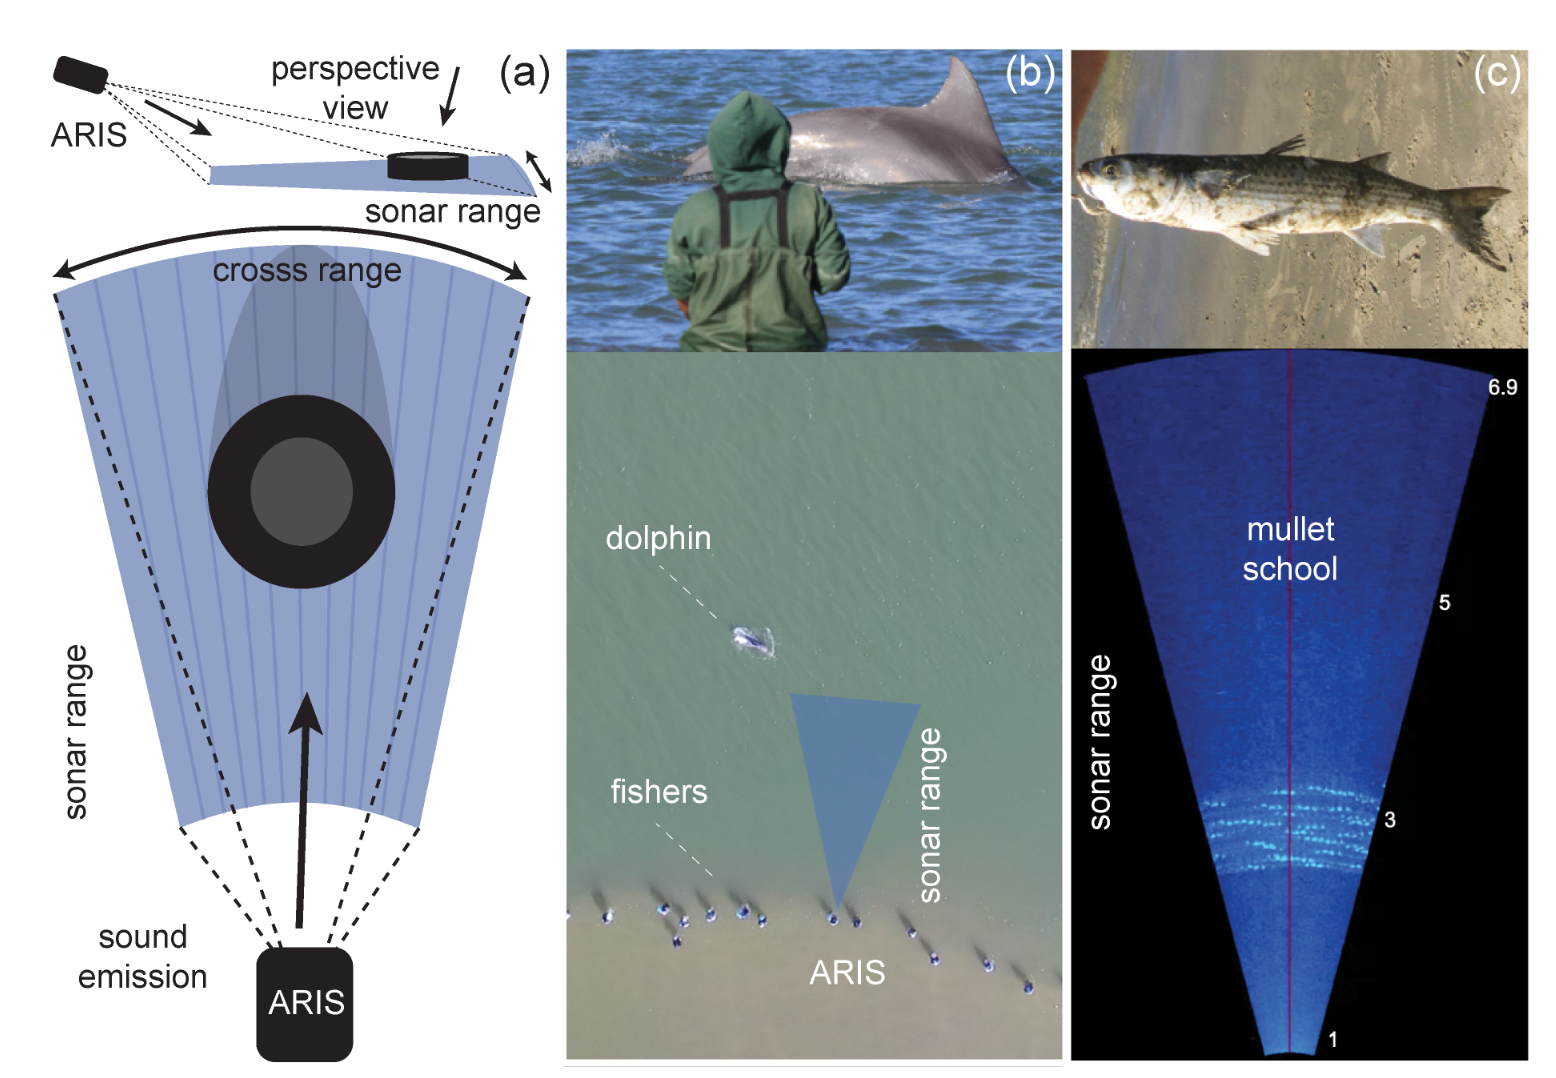 (a)
perspective
view
ARIS
sonar range
crosss range
sonar range
sound
emission
ARIS
(b)
dolphin
fishers
sonar range
ARIS
(c)
6.9
mullet
school
5
sonar range
3
1